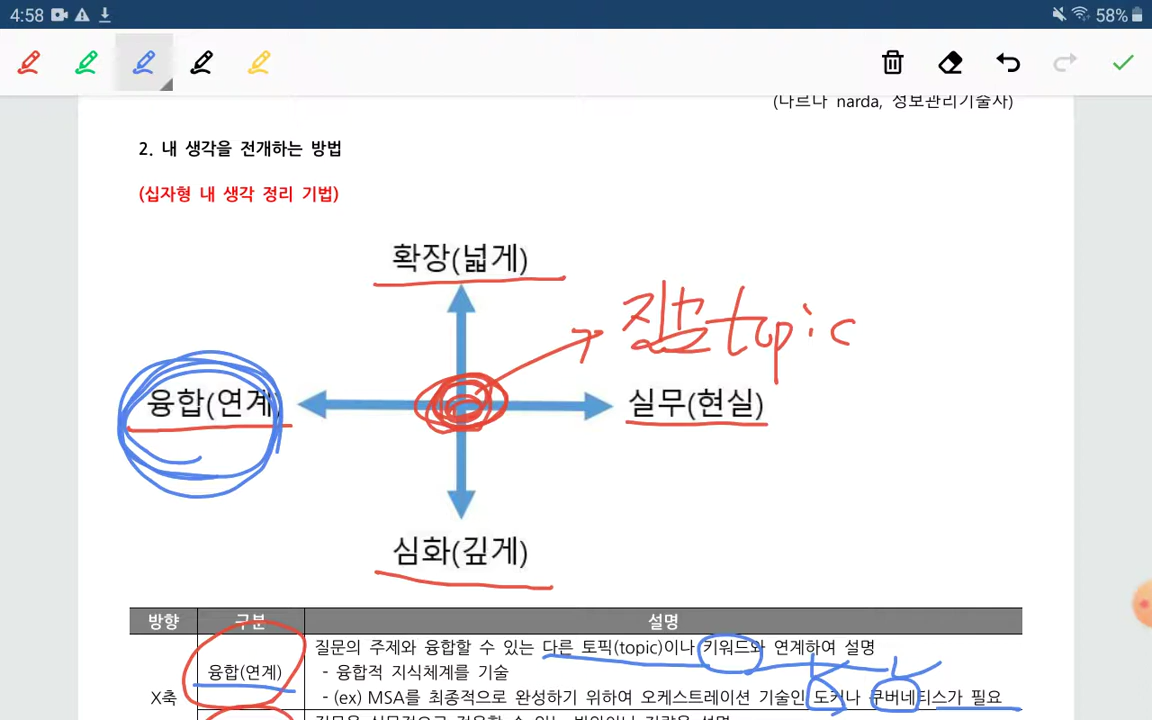 4:58
58%
(나르나 narda, 정보관리기술사)
2. 내 생각을 전개하는 방법
(십자형 내 생각 정리 기법)
확장(넓게)
질문 topic
융합(연계)
실무(현실)
심화(깊게)
방향 구분 설명
질문의 주제와 융합할 수 있는 다른 토픽(topic)이나 키워드와 연계하여 설명
융합(연계)
- 융합적 지식체계를 기술
X축
- (ex) MSA를 최종적으로 완성하기 위하여 오케스트레이션 기술인 도커나 쿠버네티스가 필요